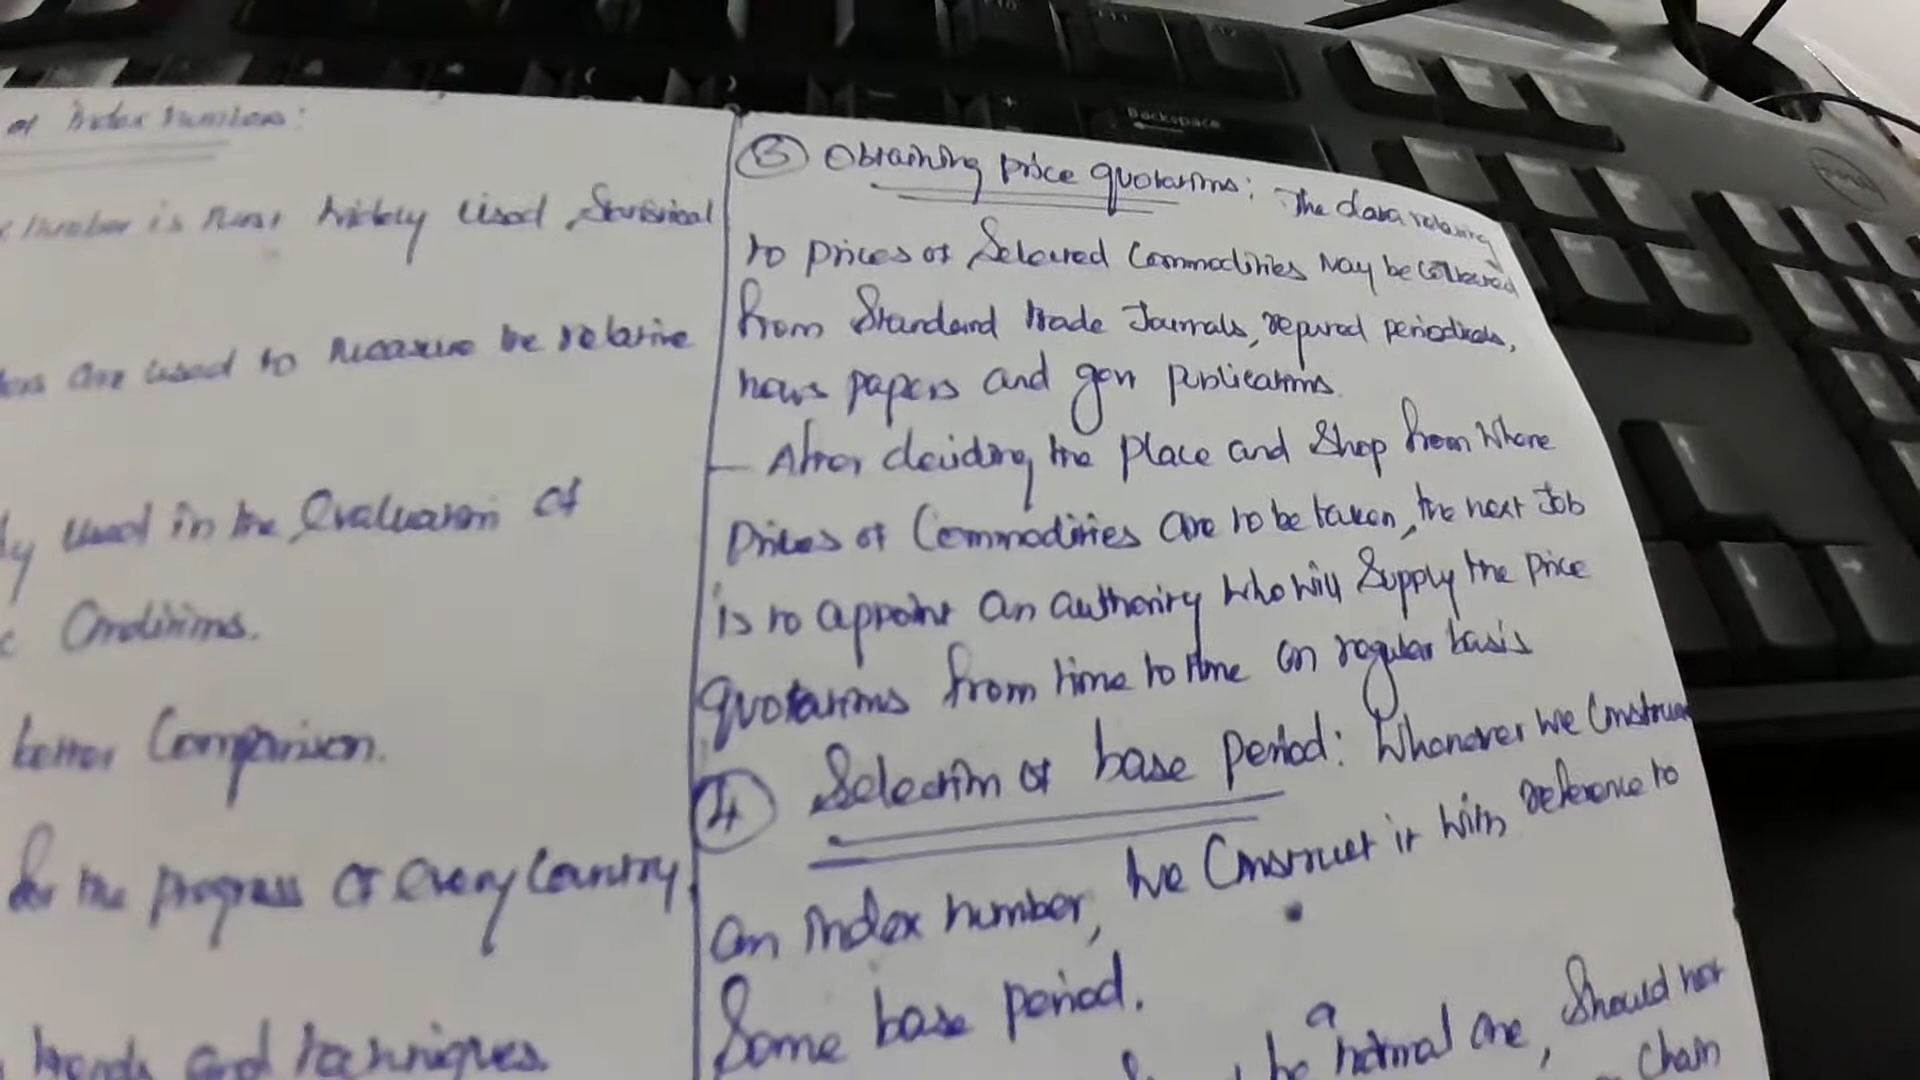 of Index Numbers:
number is most widely used Statistical
are used to measure the relative
used in the Evaluation of
Conditions.
better Comparison.
for the progress of every Country.
trends and techniques.
③ Obtaining price quotations: The data relating
to prices of Selected Commodities may be collected
from Standard trade Journals, reputed periodicals,
news papers and gov publications.
— After deciding the place and shop from where
prices of Commodities are to be taken, the next Job
is to appoint an authority who will Supply the price
quotations from time to time on regular basis
④ Selection of base period: Whenever we Construct
an index number, we Construct it with reference to
Some base period.
be a normal one, Should not
chain
Backspace
DELL